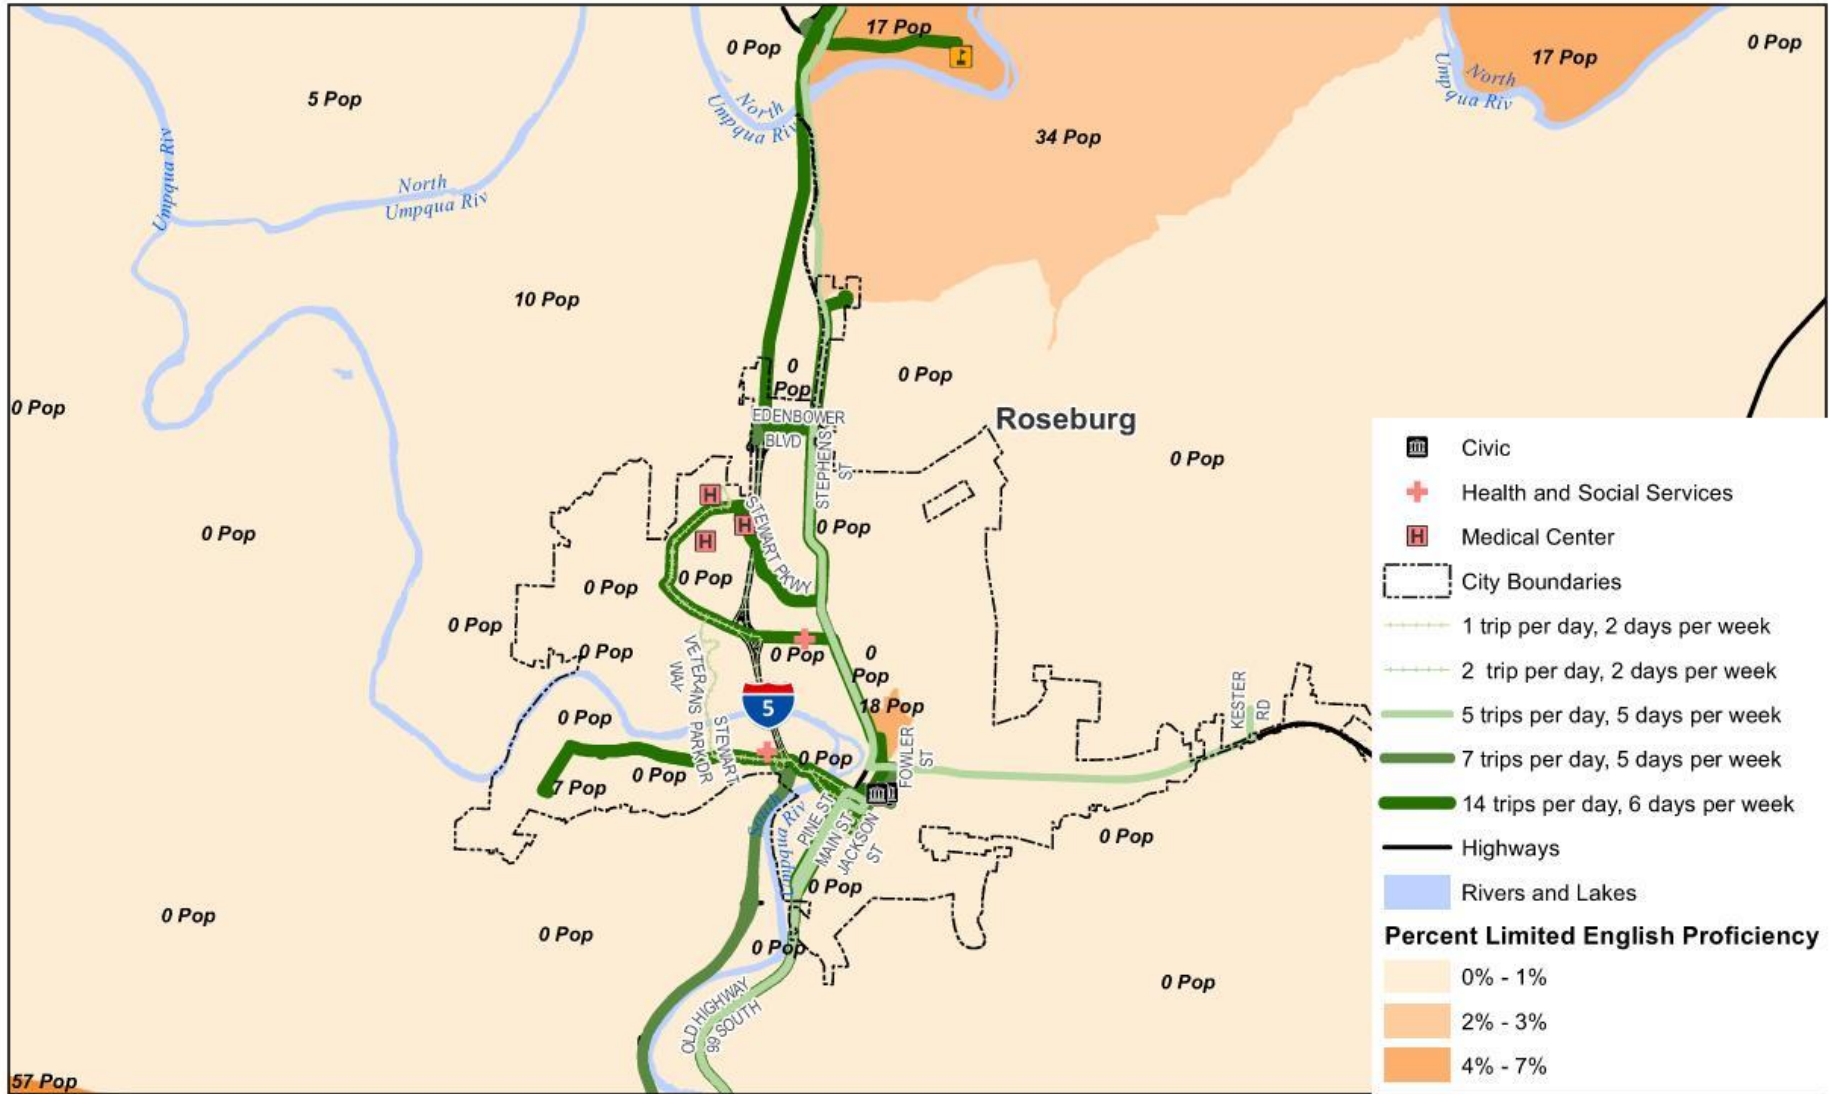 17 Pop
0 Pop
0 Pop
17 Pop
5 Pop
North
Umpqua Riv
North
Umpqua Riv
34 Pop
Umpqua Riv
North
Umpqua Riv
10 Pop
0 Pop
Pop
0 Pop
0 Pop
EDENBOWER
BLVD
Roseburg
STEPHENS
ST
0 Pop
0 Pop
0 Pop
H
H
H
STEWART PKWY
0 Pop
0 Pop
0 Pop
0 Pop
0 Pop
0
Pop
VETERANS
WAY
5
18 Pop
0 Pop
STEWART
PARK DR
0 Pop
0 Pop
7 Pop
FOWLER
ST
KESTER
RD
South
Umpqua Riv
PINE ST
MAIN ST
JACKSON
ST
0 Pop
0 Pop
0 Pop
0 Pop
0 Pop
0 Pop
OLD HIGHWAY
99 SOUTH
57 Pop
Civic
Health and Social Services
H
Medical Center
City Boundaries
1 trip per day, 2 days per week
2 trip per day, 2 days per week
5 trips per day, 5 days per week
7 trips per day, 5 days per week
14 trips per day, 6 days per week
Highways
Rivers and Lakes
Percent Limited English Proficiency
0% - 1%
2% - 3%
4% - 7%